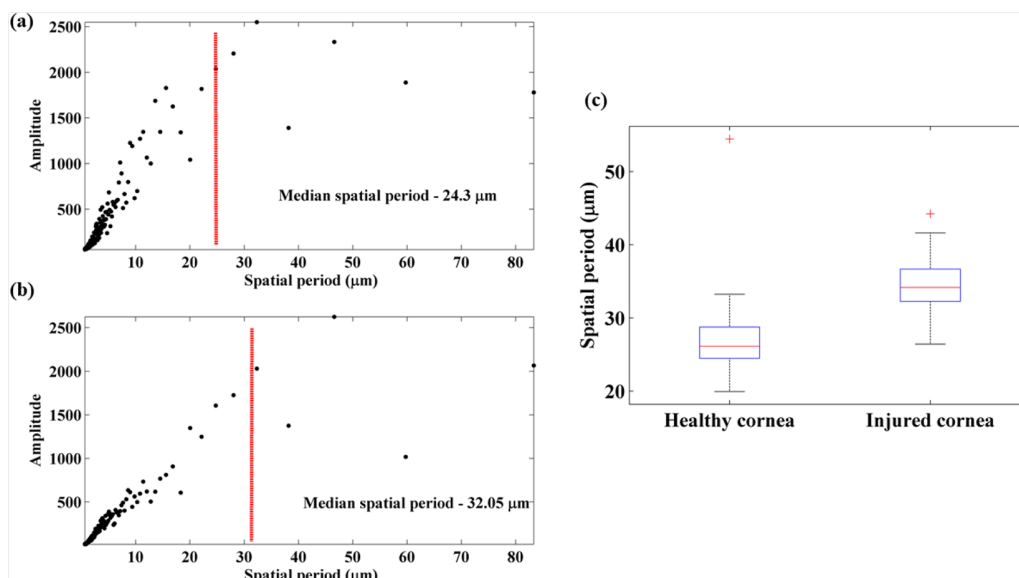 (a)
2500
2000
1500
1000
500
Amplitude
Median spatial period - 24.3 μm
10 20 30 40 50 60 70 80
Spatial period (μm)
(b)
2500
2000
1500
1000
500
Amplitude
Median spatial period - 32.05 μm
10 20 30 40 50 60 70 80
Spatial period (μm)
(c)
50
40
30
20
Spatial period (μm)
Healthy cornea Injured cornea